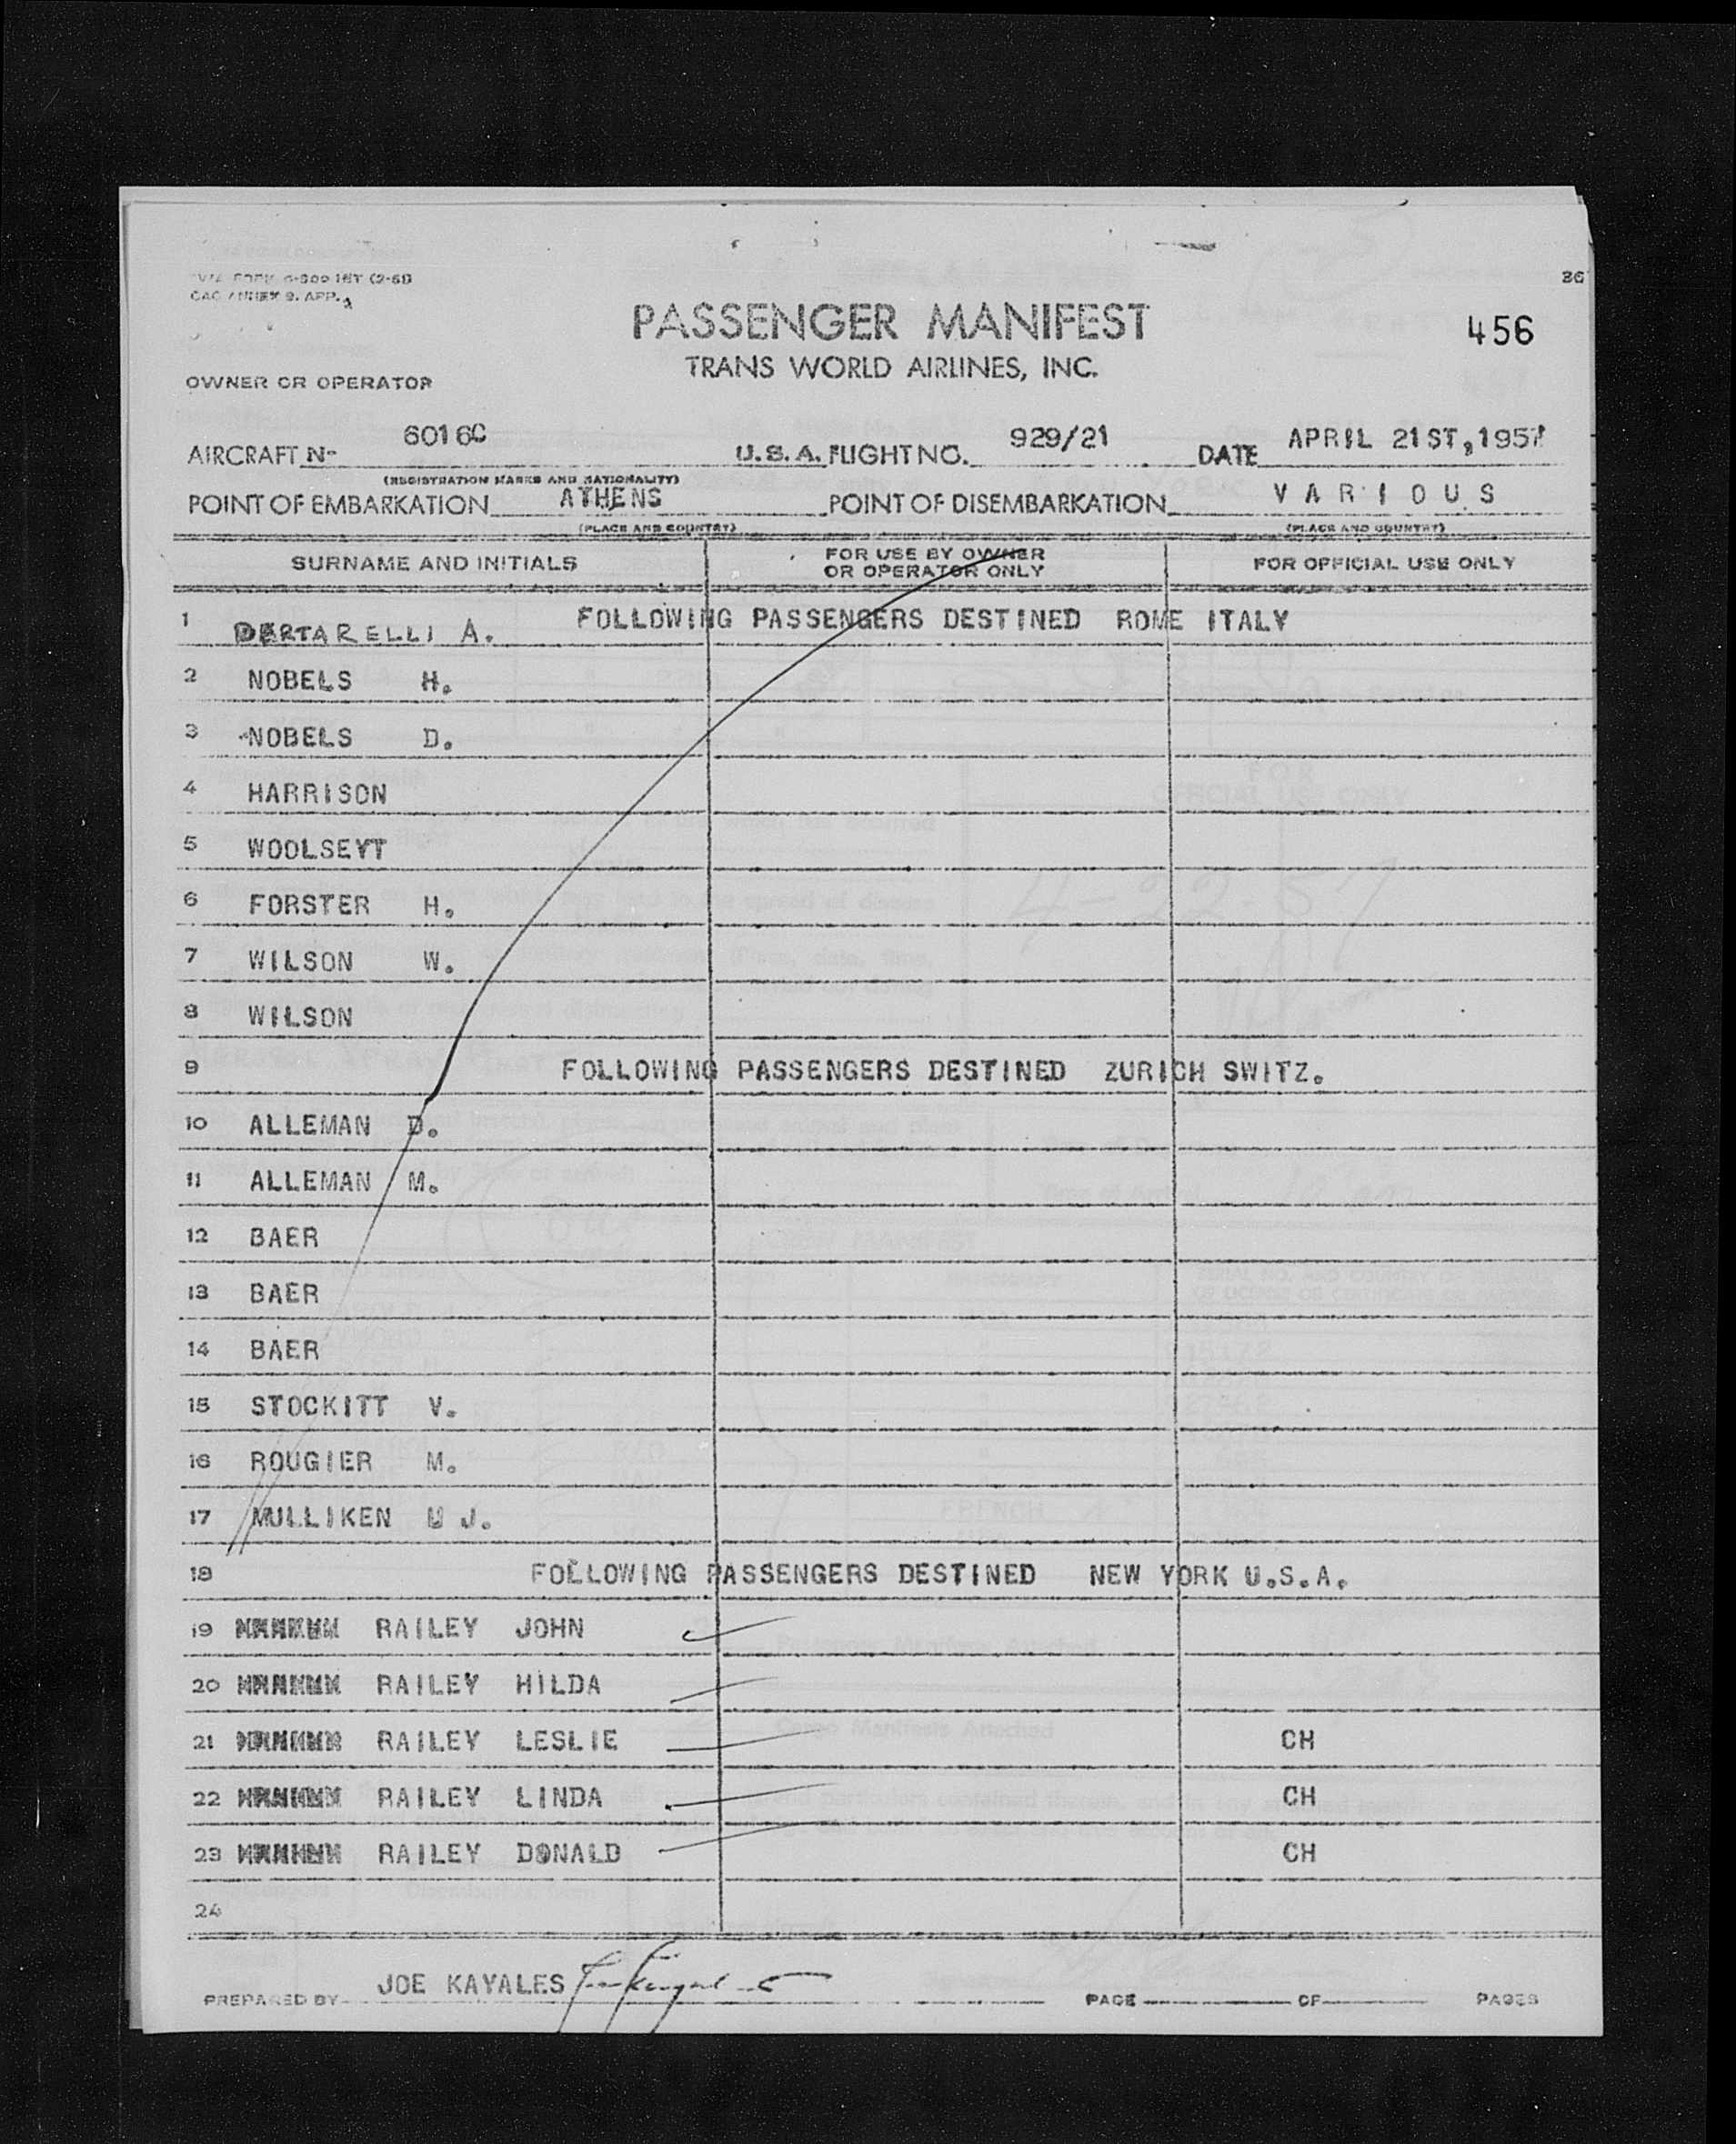 CAO ANNEX 9. APP.
36
PASSENGER MANIFEST
456
TRANS WORLD AIRLINES, INC.
OWNER OR OPERATOR
AIRCRAFT N- 6016C U.S.A. FLIGHT NO. 929/21 DATE APRIL 21ST, 1957
(REGISTRATION MARKS AND NATIONALITY)
POINT OF EMBARKATION ATHENS POINT OF DISEMBARKATION VARIOUS
(PLACE AND COUNTRY) (PLACE AND COUNTRY)
SURNAME AND INITIALS FOR USE BY OWNER OR OPERATOR ONLY FOR OFFICIAL USE ONLY
1 FOLLOWING PASSENGERS DESTINED ROME ITALY
A.
2 NOBELS H.
3 NOBELS D.
4 HARRISON
5 WOOLSEYT
6 FORSTER H.
7 WILSON W.
8 WILSON
9 FOLLOWING PASSENGERS DESTINED ZURICH SWITZ.
10 ALLEMAN D.
11 ALLEMAN M.
12 BAER
13 BAER
14 BAER
15 STOCKITT V.
16 ROUGIER M.
17 MILLIKEN J.
18 FOLLOWING PASSENGERS DESTINED NEW YORK U.S.A.
19 RAILEY JOHN
20 RAILEY HILDA
21 RAILEY LESLIE CH
22 RAILEY LINDA CH
23 RAILEY DONALD CH
24
PREPARED BY JOE KAYALES PAGE OF PAGES